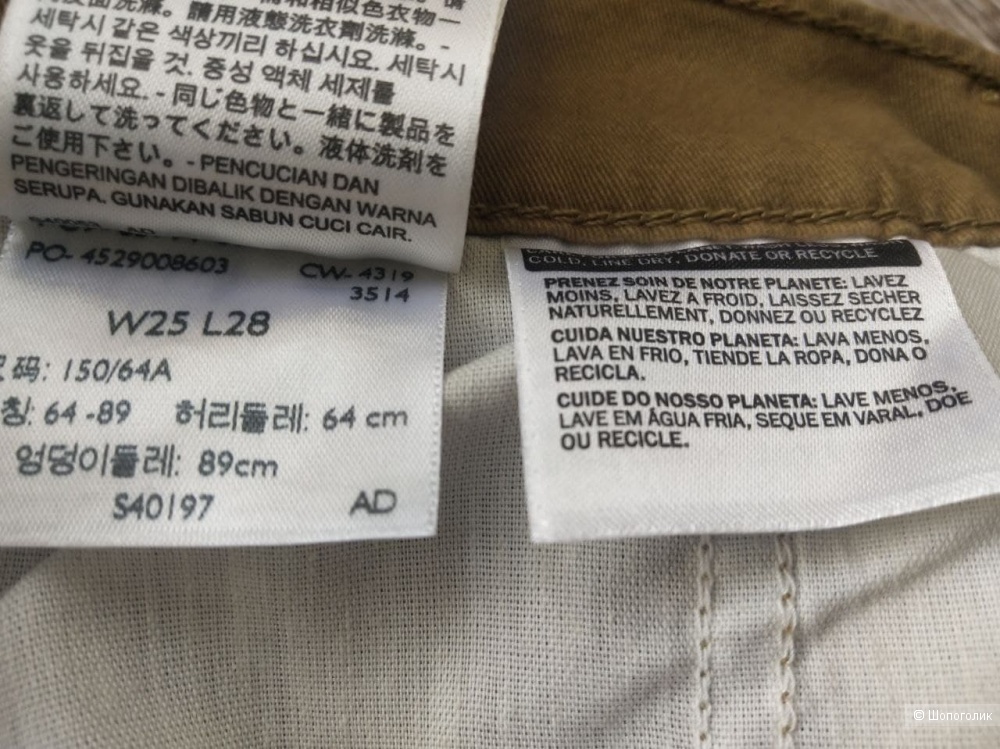 請用液態洗衣劑洗滌。-
세탁시 같은 색상끼리 하십시요. 세탁시
옷을 뒤집을 것. 중성 액체 세제를
사용하세요. - 同じ色物と一緒に製品を
裏返して洗ってください。液体洗剤を
ご使用下さい。- PENCUCIAN DAN
PENGERINGAN DIBALIK DENGAN WARNA
SERUPA. GUNAKAN SABUN CUCI CAIR.
PO- 4529008603 CW- 4319
3514
W25 L28
码: 150/64A
칭: 64 -89 허리둘레: 64 cm
엉덩이둘레: 89cm
S40197 AD
COLD, LINE DRY, DONATE OR RECYCLE
PRENEZ SOIN DE NOTRE PLANETE: LAVEZ
MOINS, LAVEZ A FROID, LAISSEZ SECHER
NATURELLEMENT, DONNEZ OU RECYCLEZ
CUIDA NUESTRO PLANETA: LAVA MENOS,
LAVA EN FRIO, TIENDE LA ROPA, DONA O
RECICLA.
CUIDE DO NOSSO PLANETA: LAVE MENOS,
LAVE EM ÁGUA FRIA, SEQUE EM VARAL, DOE
OU RECICLE.
© Шопоголик